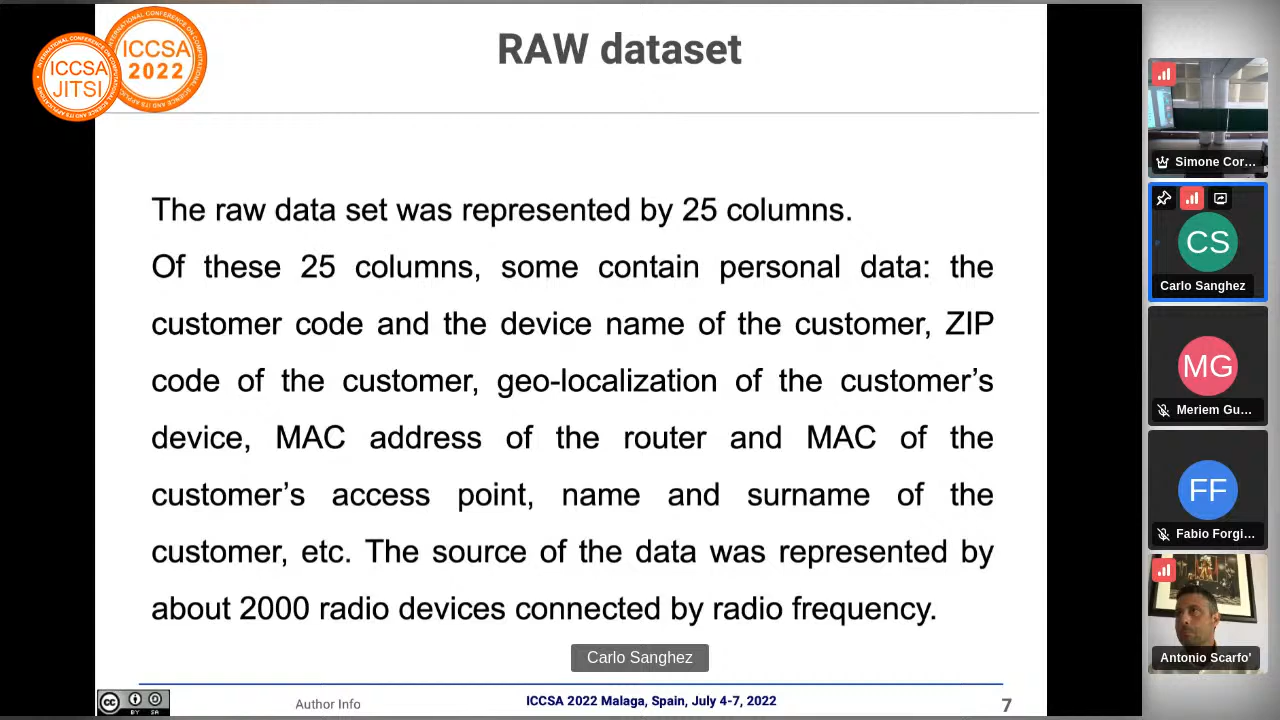 RAW dataset
ICCSA
JITSI
ICCSA
2022
The raw data set was represented by 25 columns.
Of these 25 columns, some contain personal data: the
customer code and the device name of the customer, ZIP
code of the customer, geo-localization of the customer’s
device, MAC address of the router and MAC of the
customer’s access point, name and surname of the
customer, etc. The source of the data was represented by
about 2000 radio devices connected by radio frequency.
Carlo Sanghez
CC BY SA
Author Info
ICCSA 2022 Malaga, Spain, July 4-7, 2022
7
Simone Cor...
CS
Carlo Sanghez
MG
Meriem Gu...
FF
Fabio Forgi...
Antonio Scarfo'